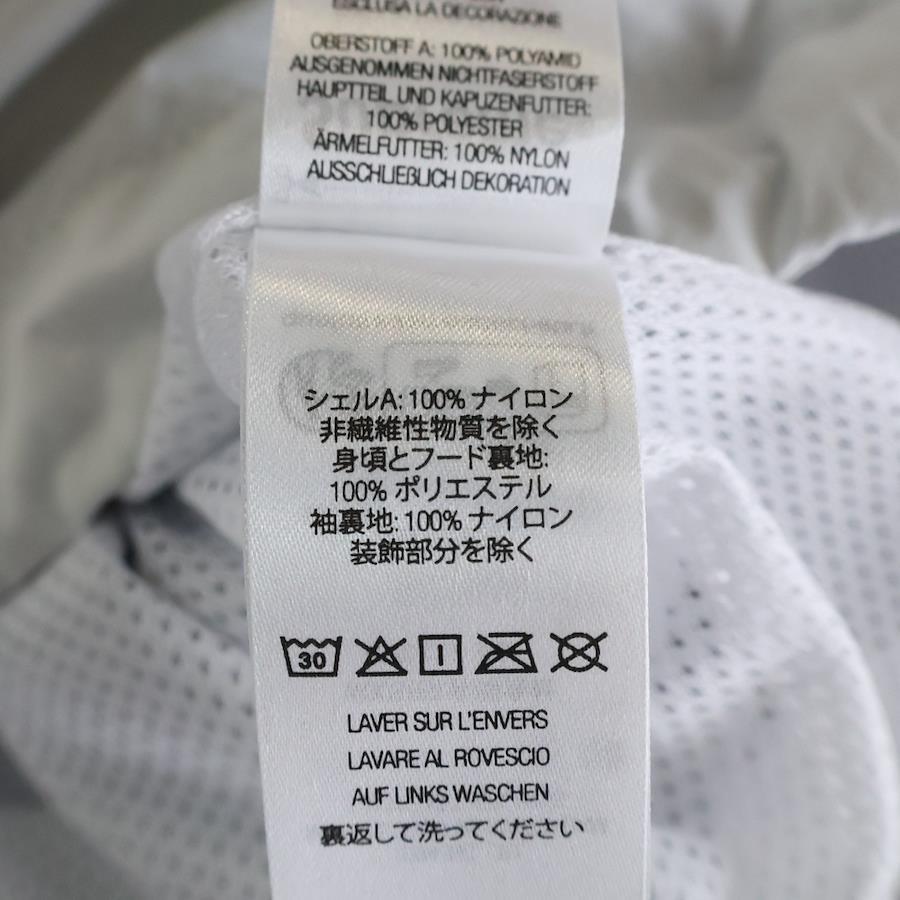 ESCLUSA LA DECORAZIONE
OBERSTOFF A: 100% POLYAMID
AUSGENOMMEN NICHTFASERSTOFF
HAUPTTEIL UND KAPUZENFUTTER:
100% POLYESTER
ÄRMELFUTTER: 100% NYLON
AUSSCHLIEßLICH DEKORATION
シェルA: 100% ナイロン
非繊維性物質を除く
身頃とフード裏地:
100% ポリエステル
袖裏地: 100% ナイロン
装飾部分を除く
30
LAVER SUR L'ENVERS
LAVARE AL ROVESCIO
AUF LINKS WASCHEN
裏返して洗ってください